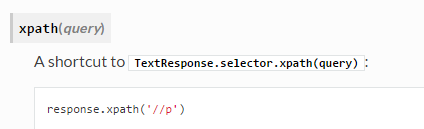 xpath(query)
A shortcut to TextResponse.selector.xpath(query):
response.xpath('//p')